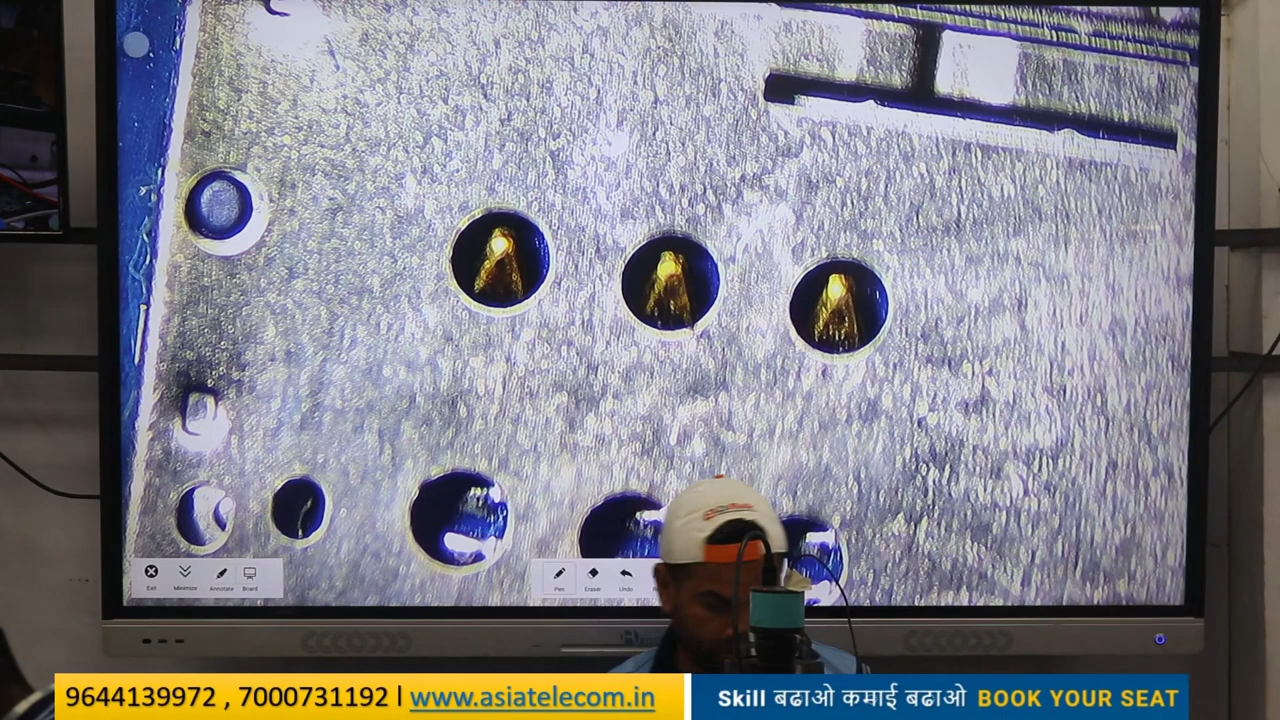 Exit Minimize Annotate Board
Pen Eraser Undo
9644139972 , 7000731192 l www.asiatelecom.in
Skill बढाओ कमाई बढाओ BOOK YOUR SEAT